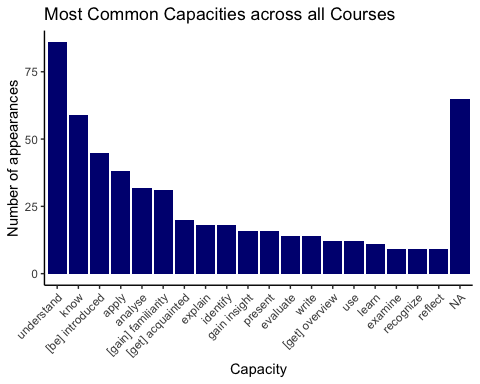 Most Common Capacities across all Courses
Number of appearances
75
50
25
0
understand
know
[be] introduced
apply
analyse
[gain] familiarity
[get] acquainted
explain
identify
gain insight
present
evaluate
write
[get] overview
use
learn
examine
recognize
reflect
NA
Capacity